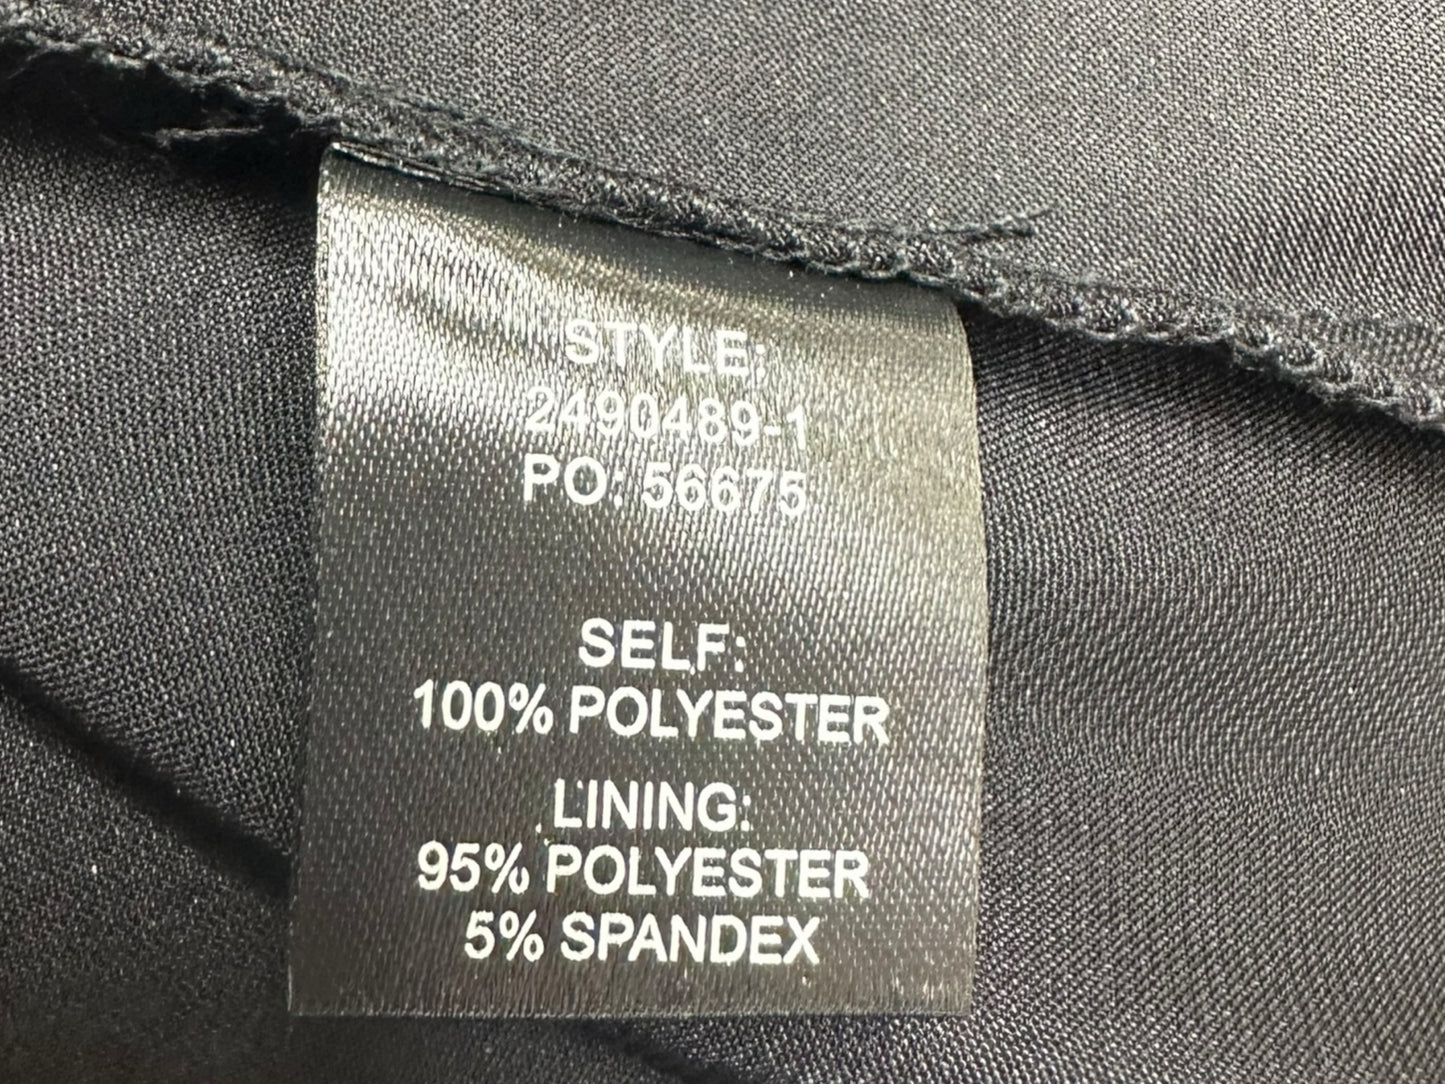 STYLE:
2490489-1
PO: 56675
SELF:
100% POLYESTER
LINING:
95% POLYESTER
5% SPANDEX